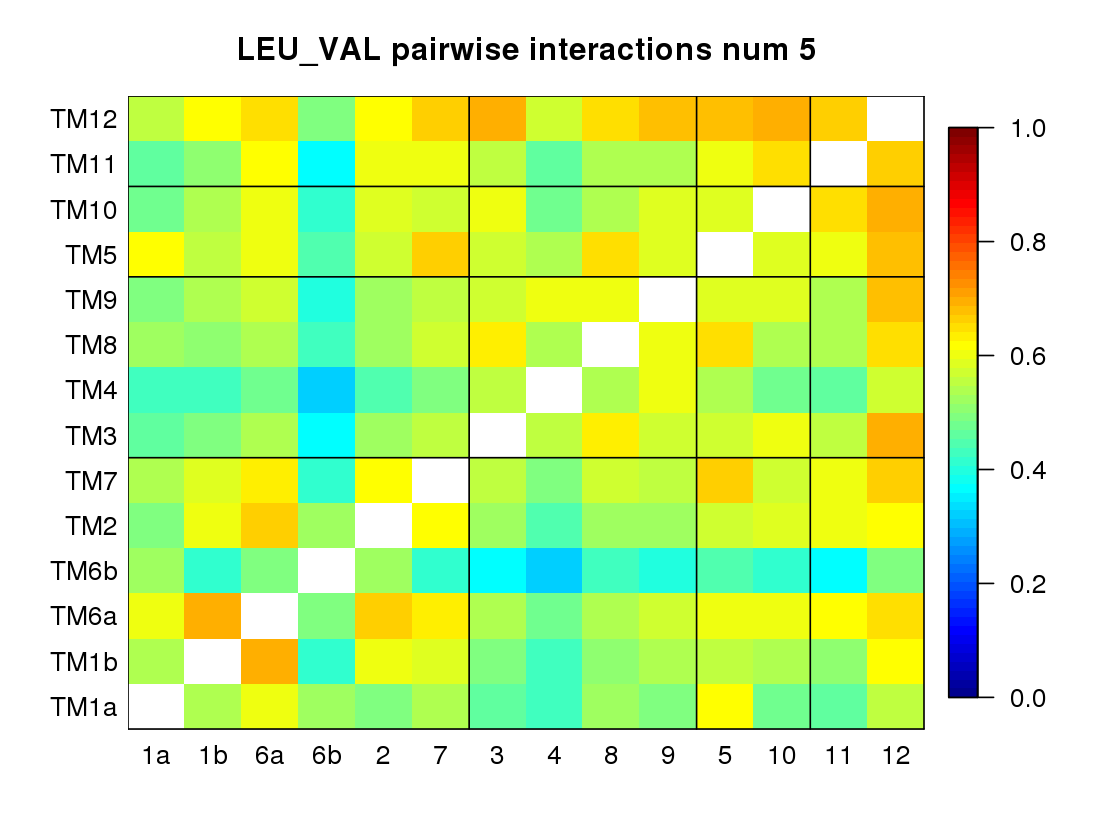 LEU_VAL pairwise interactions num 5
TM12
TM11
TM10
TM5
TM9
TM8
TM4
TM3
TM7
TM2
TM6b
TM6a
TM1b
TM1a
1a 1b 6a 6b 2 7 3 4 8 9 5 10 11 12
1.0
0.8
0.6
0.4
0.2
0.0